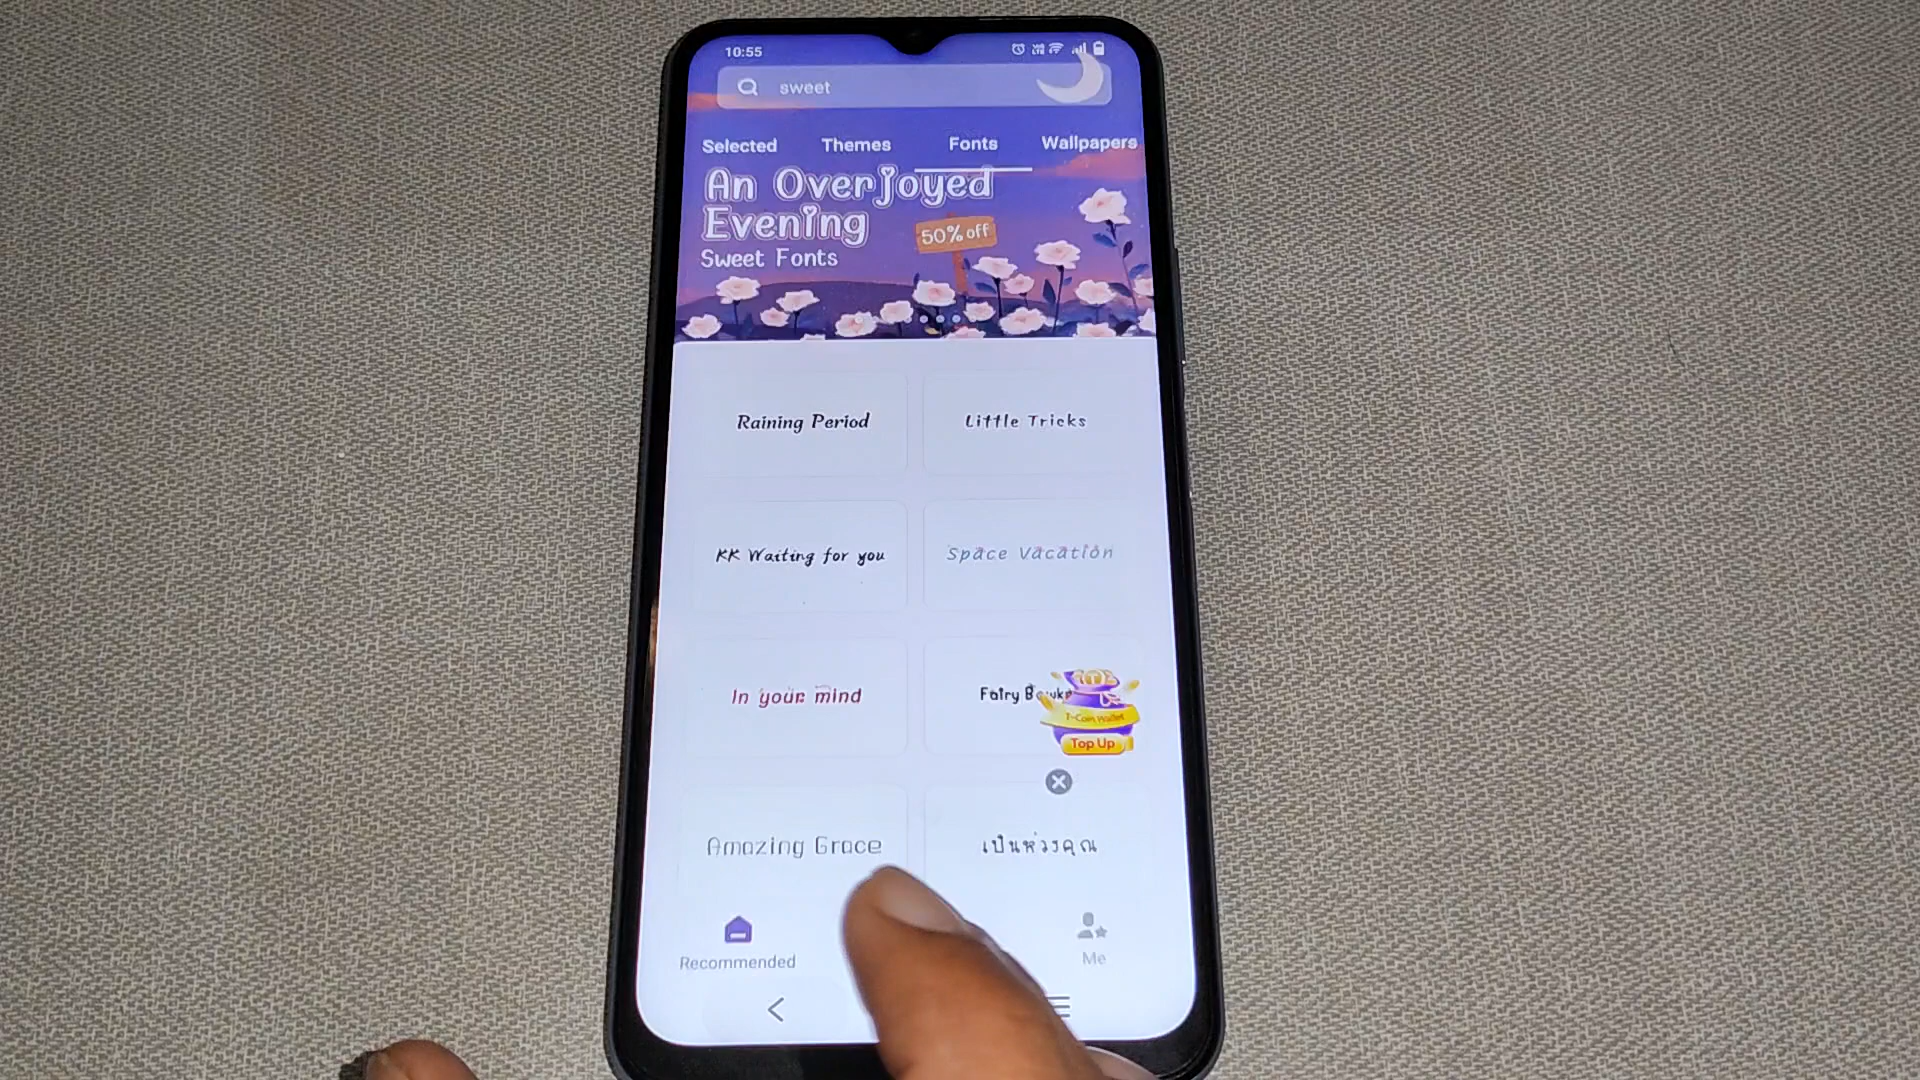 10:55
sweet
Selected Themes Fonts Wallpapers
An Overjoyed
Evening
50% off
Sweet Fonts
Raining Period
Little Tricks
KK Waiting for you
Space Vacation
In your mind
Fairy
T-Coin Wallet
Top Up
Amazing Grace
เป็นห่วงคุณ
Recommended
Me